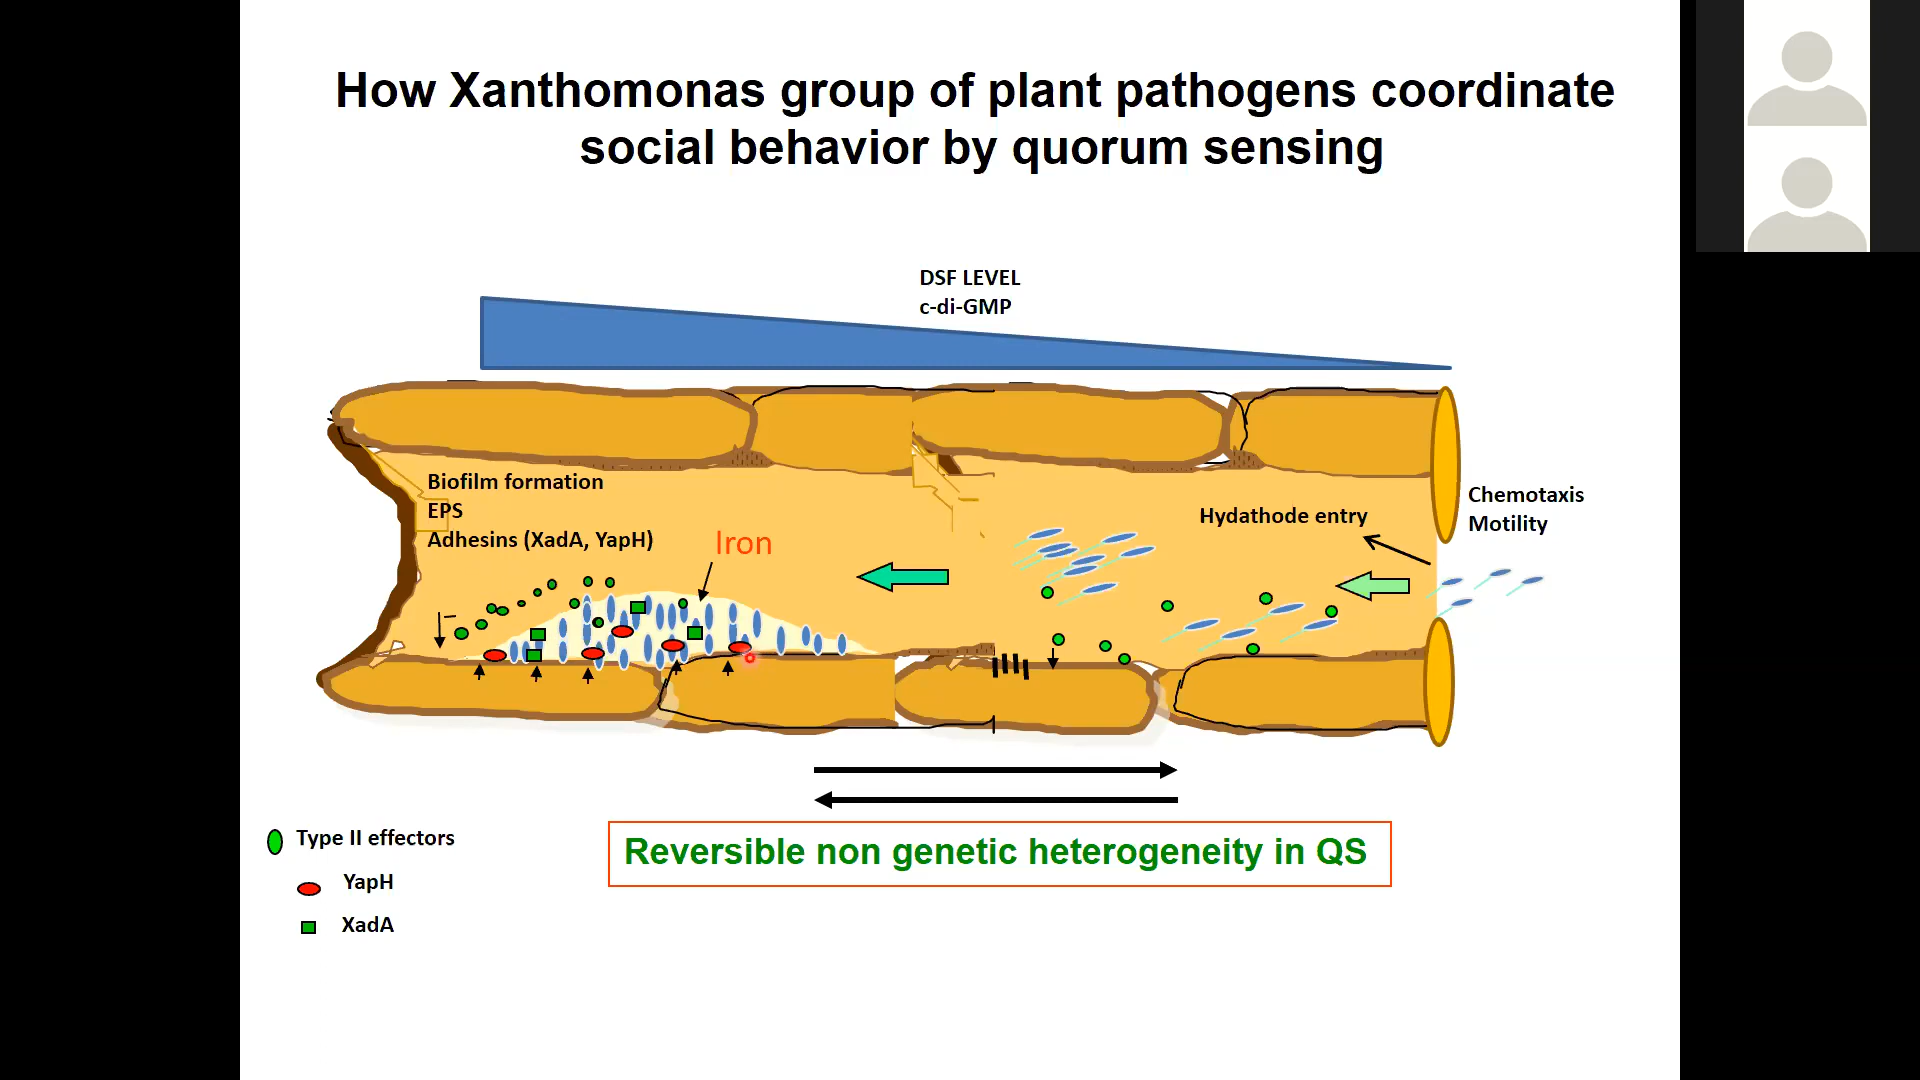 How Xanthomonas group of plant pathogens coordinate
social behavior by quorum sensing
DSF LEVEL
c-di-GMP
Biofilm formation
EPS
Adhesins (XadA, YapH)
Iron
Hydathode entry
Chemotaxis
Motility
Reversible non genetic heterogeneity in QS
Type II effectors
YapH
XadA